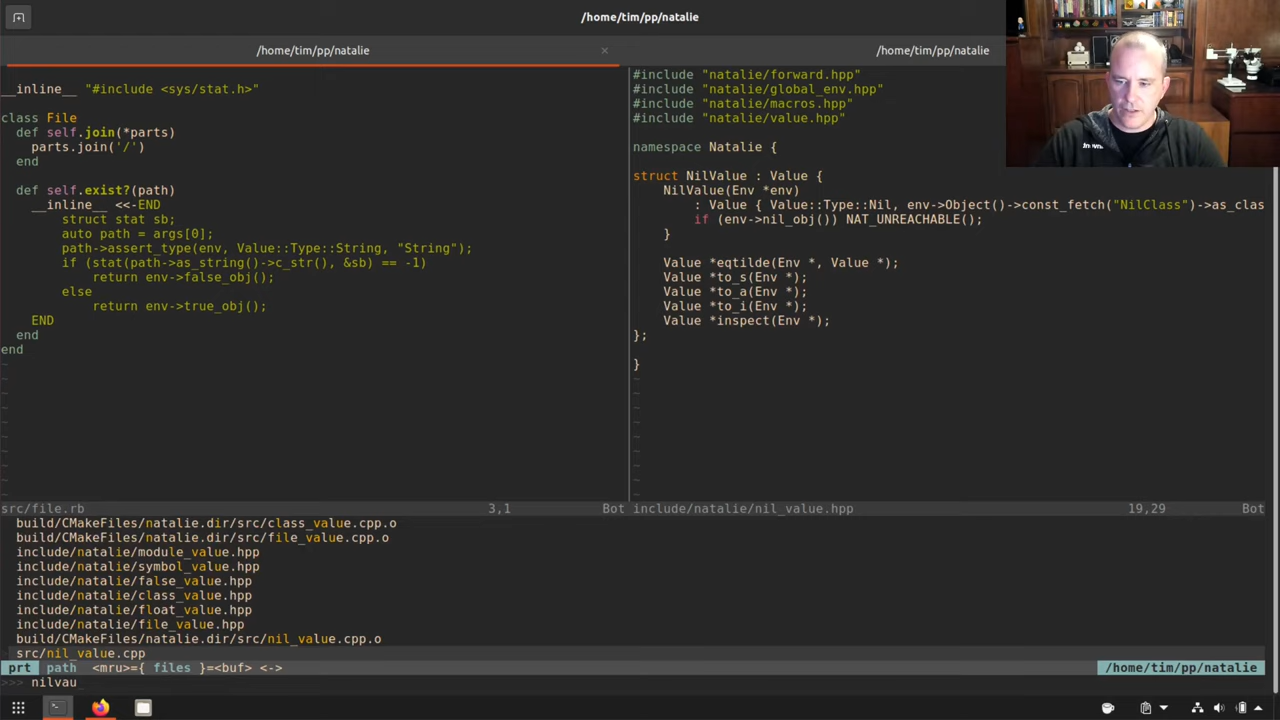 /home/tim/pp/natalie
/home/tim/pp/natalie
×
/home/tim/pp/natalie
__inline__ "#include <sys/stat.h>"
class File
def self.join(*parts)
parts.join('/')
end
def self.exist?(path)
__inline__ <<-END
struct stat sb;
auto path = args[0];
path->assert_type(env, Value::Type::String, "String");
if (stat(path->as_string()->c_str(), &sb) == -1)
return env->false_obj();
else
return env->true_obj();
END
end
end
~
~
~
~
~
~
~
~
~
~
src/file.rb 3,1 Bot
#include "natalie/forward.hpp"
#include "natalie/global_env.hpp"
#include "natalie/macros.hpp"
#include "natalie/value.hpp"
namespace Natalie {
struct NilValue : Value {
NilValue(Env *env)
: Value { Value::Type::Nil, env->Object()->const_fetch("NilClass")->as_clas
if (env->nil_obj()) NAT_UNREACHABLE();
}
Value *eqtilde(Env *, Value *);
Value *to_s(Env *);
Value *to_a(Env *);
Value *to_i(Env *);
Value *inspect(Env *);
};
}
~
~
~
~
~
~
~
~
~
include/natalie/nil_value.hpp 19,29 Bot
build/CMakeFiles/natalie.dir/src/class_value.cpp.o
build/CMakeFiles/natalie.dir/src/file_value.cpp.o
include/natalie/module_value.hpp
include/natalie/symbol_value.hpp
include/natalie/false_value.hpp
include/natalie/class_value.hpp
include/natalie/float_value.hpp
include/natalie/file_value.hpp
build/CMakeFiles/natalie.dir/src/nil_value.cpp.o
src/nil_value.cpp
prt path <mru>={ files }=<buf> <-> /home/tim/pp/natalie
>>> nilvau